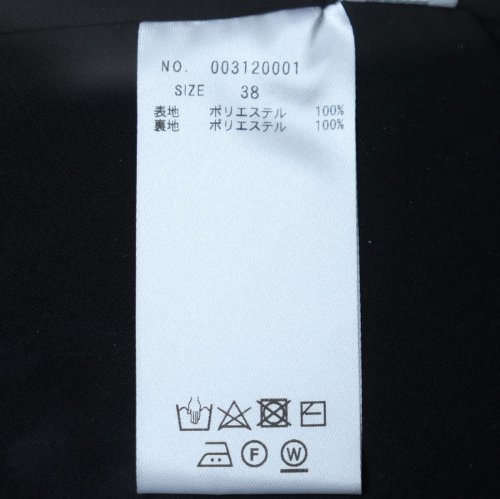 NO. 003120001
SIZE 38
表地 ポリエステル 100%
裏地 ポリエステル 100%
F W